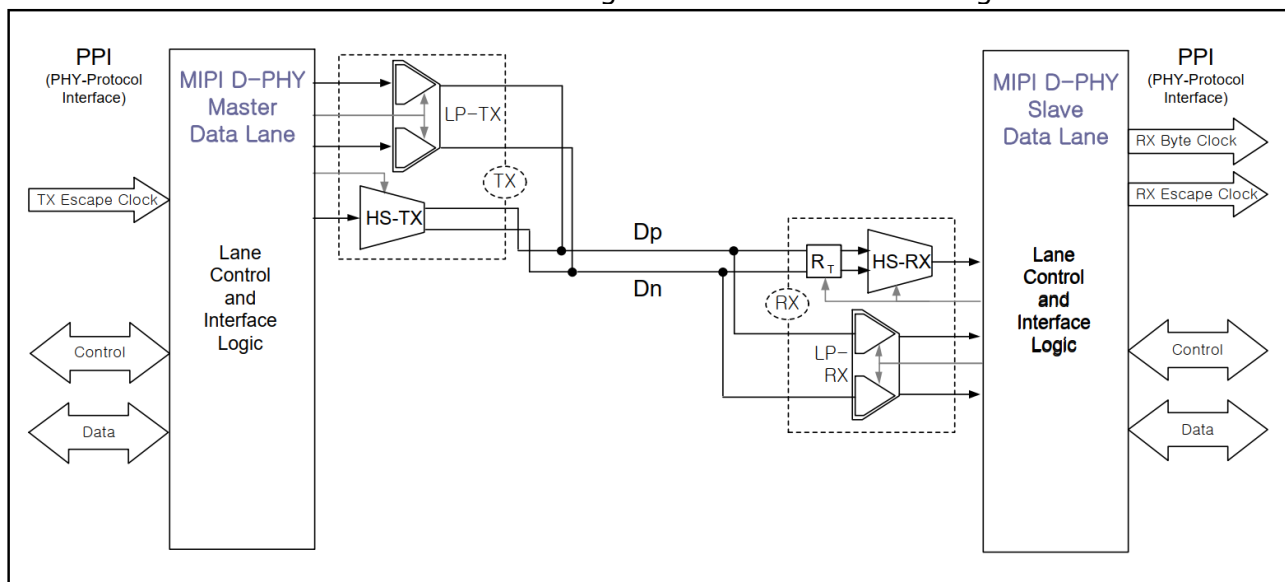 PPI
(PHY-Protocol
Interface)
MIPI D-PHY
Master
Data Lane
TX Escape Clock
Lane
Control
and
Interface
Logic
Control
Data
LP-TX
TX
HS-TX
Dp
Dn
RT
HS-RX
RX
LP-
RX
MIPI D-PHY
Slave
Data Lane
Lane
Control
and
Interface
Logic
PPI
(PHY-Protocol
Interface)
RX Byte Clock
RX Escape Clock
Control
Data